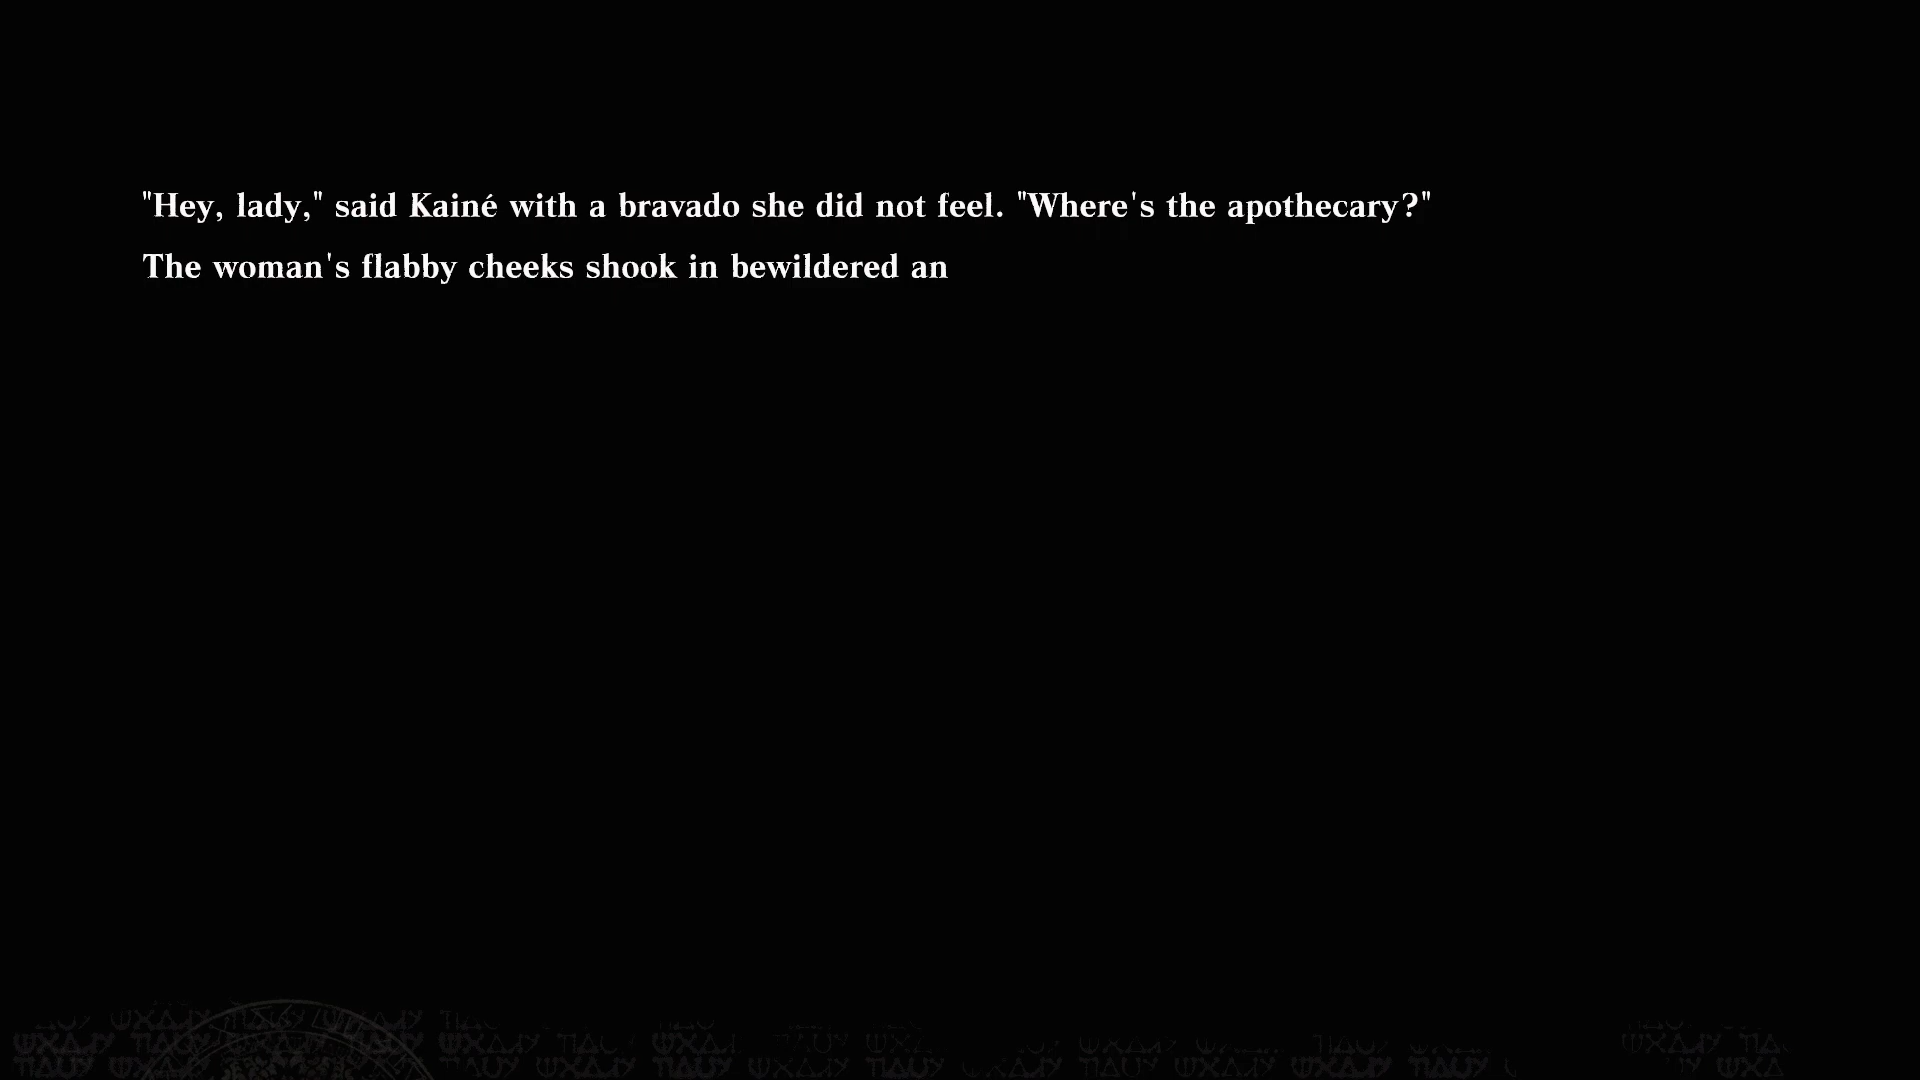 "Hey, lady," said Kainé with a bravado she did not feel. "Where's the apothecary?"
The woman's flabby cheeks shook in bewildered an